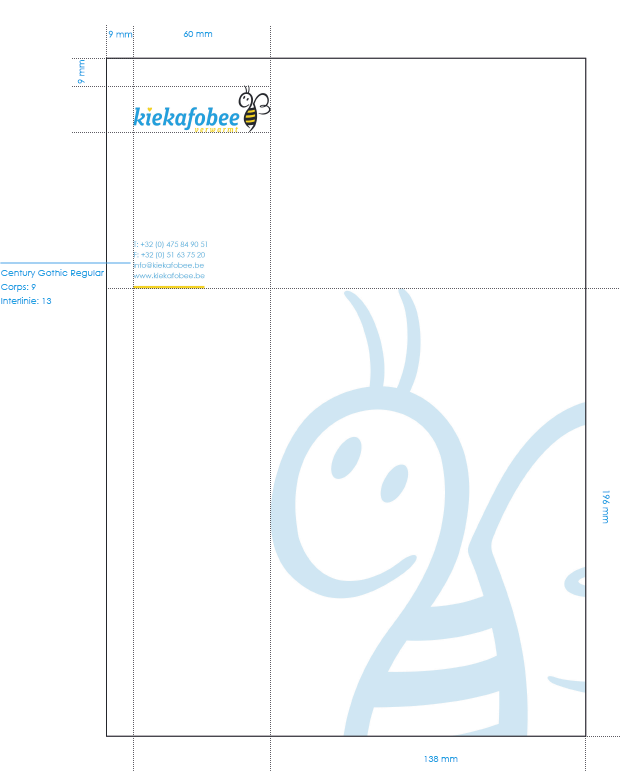 9 mm
60 mm
9 mm
kiekafobee
verwarmt
T: +32 (0) 475 84 90 51
F: +32 (0) 51 63 75 20
info@kiekafobee.be
www.kiekafobee.be
Century Gothic Regular
Corps: 9
Interlinie: 13
196 mm
138 mm